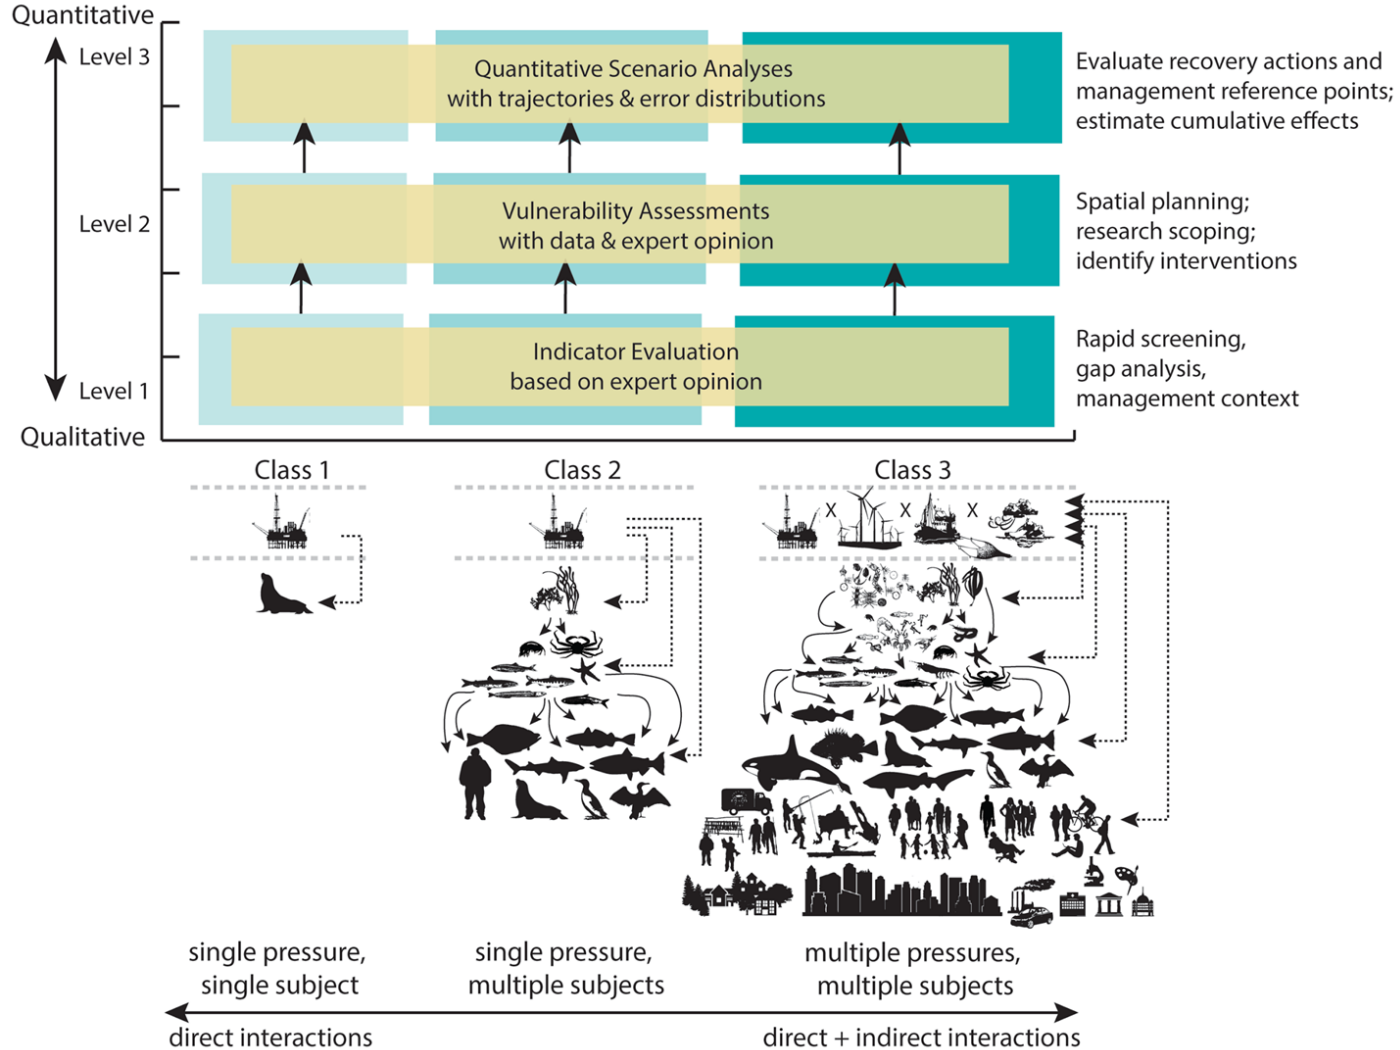 Quantitative
Level 3
Quantitative Scenario Analyses
with trajectories & error distributions
Evaluate recovery actions and
management reference points;
estimate cumulative effects
Level 2
Vulnerability Assessments
with data & expert opinion
Spatial planning;
research scoping;
identify interventions
Indicator Evaluation
based on expert opinion
Rapid screening,
gap analysis,
management context
Level 1
Qualitative
Class 1
Class 2
Class 3
X X X
single pressure,
single subject
single pressure,
multiple subjects
multiple pressures,
multiple subjects
direct interactions
direct + indirect interactions